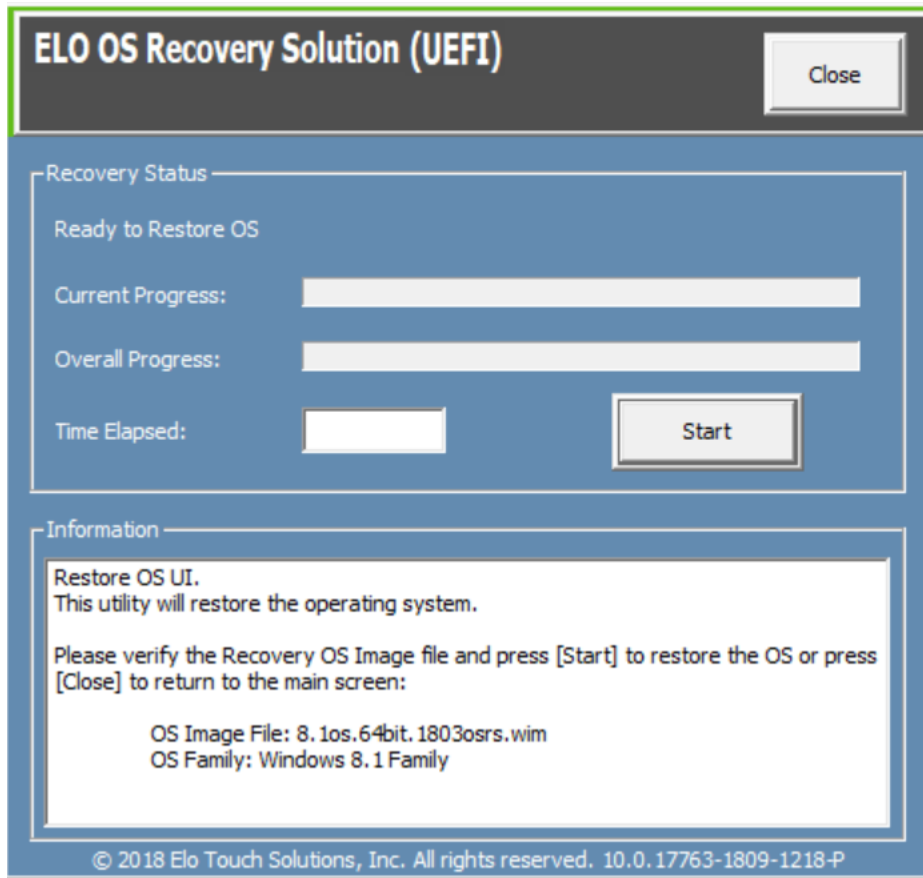 ELO OS Recovery Solution (UEFI)
Close
Recovery Status
Ready to Restore OS
Current Progress:
Overall Progress:
Time Elapsed:
Start
Information
Restore OS UI.
This utility will restore the operating system.
Please verify the Recovery OS Image file and press [Start] to restore the OS or press
[Close] to return to the main screen:
OS Image File: 8.1os.64bit.1803osrs.wim
OS Family: Windows 8.1 Family
© 2018 Elo Touch Solutions, Inc. All rights reserved. 10.0.17763-1809-1218-P